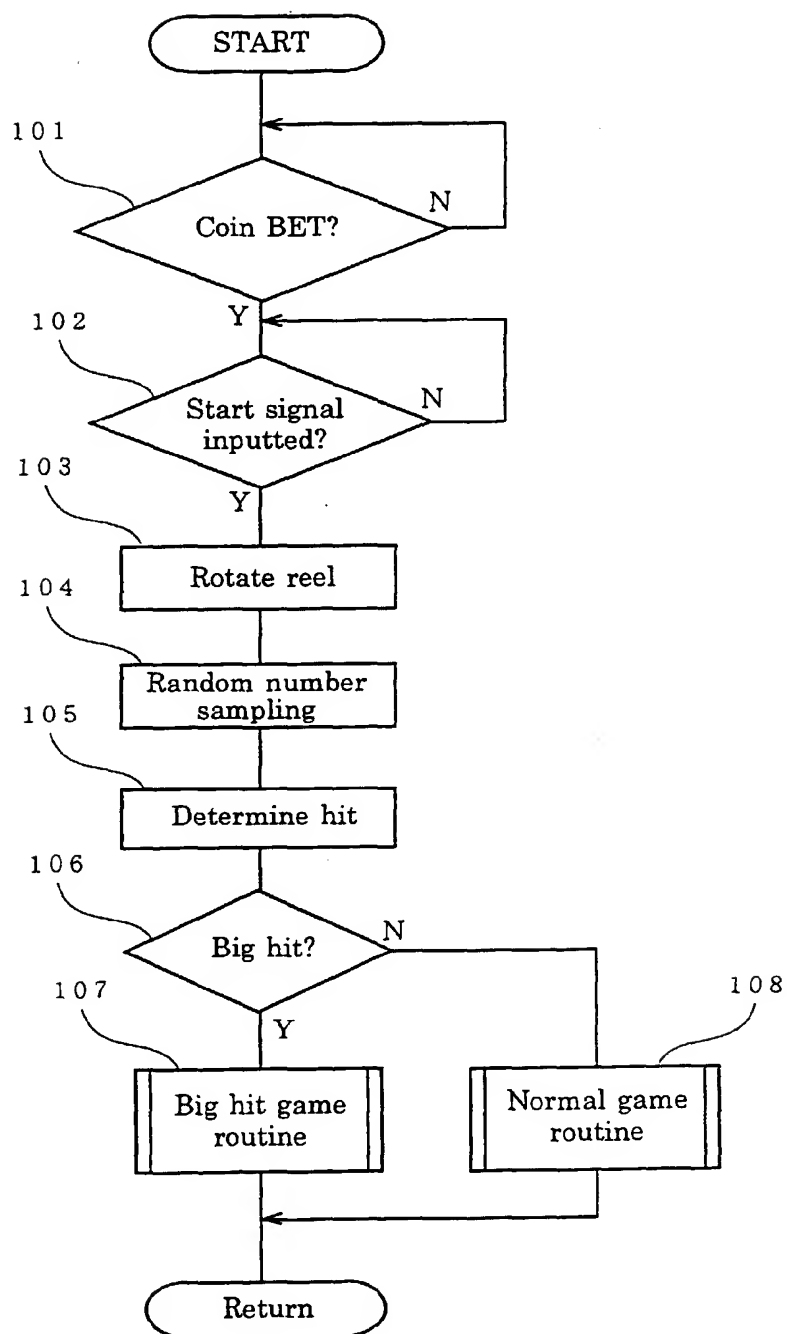 START
101
Coin BET?
N
Y
102
Start signal
inputted?
N
Y
103
Rotate reel
104
Random number
sampling
105
Determine hit
106
Big hit?
N
Y
107
Big hit game
routine
108
Normal game
routine
Return